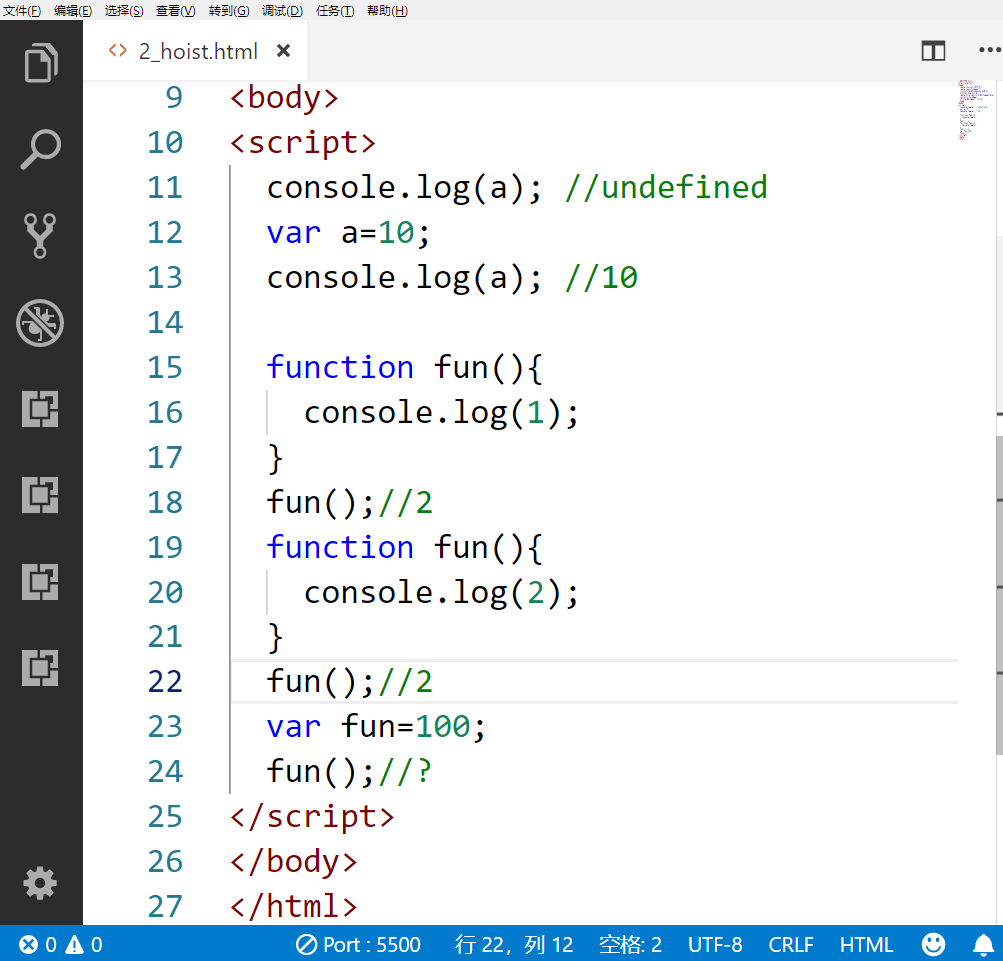 文件(F) 编辑(E) 选择(S) 查看(V) 转到(G) 调试(D) 任务(T) 帮助(H)
<> 2_hoist.html ×
9 <body>
10 <script>
11 console.log(a); //undefined
12 var a=10;
13 console.log(a); //10
14
15 function fun(){
16 console.log(1);
17 }
18 fun();//2
19 function fun(){
20 console.log(2);
21 }
22 fun();//2
23 var fun=100;
24 fun();//?
25 </script>
26 </body>
27 </html>
0 0 Port : 5500 行 22，列 12 空格: 2 UTF-8 CRLF HTML